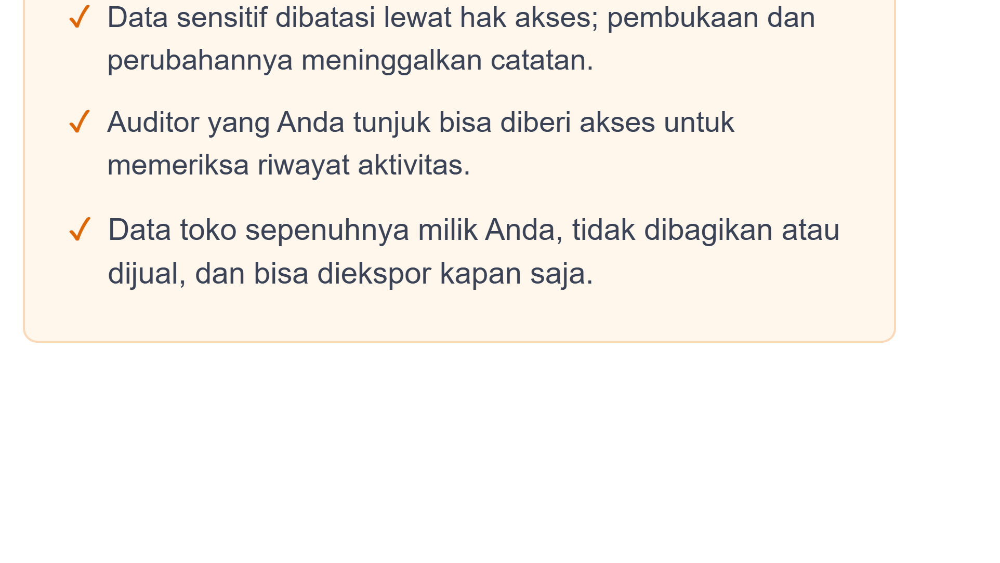 ✓ Data sensitif dibatasi lewat hak akses; pembukaan dan
perubahannya meninggalkan catatan.
✓ Auditor yang Anda tunjuk bisa diberi akses untuk
memeriksa riwayat aktivitas.
✓ Data toko sepenuhnya milik Anda, tidak dibagikan atau
dijual, dan bisa diekspor kapan saja.